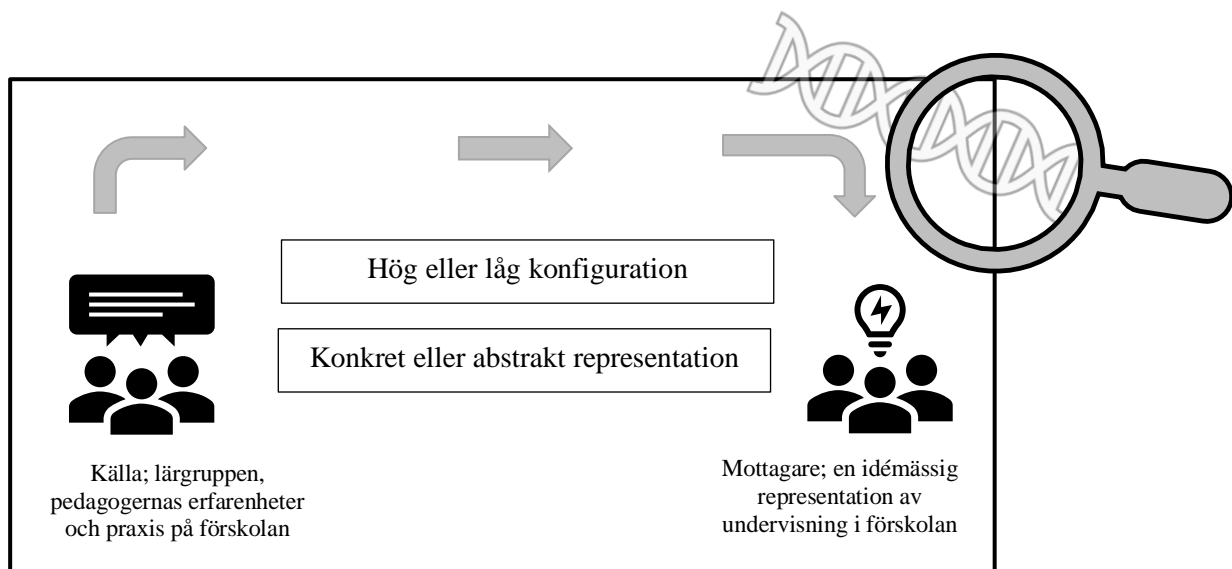 Hög eller låg konfiguration
Konkret eller abstrakt representation
Källa; lärgruppen,
pedagogernas erfarenheter
och praxis på förskolan
Mottagare; en idémässig
representation av
undervisning i förskolan